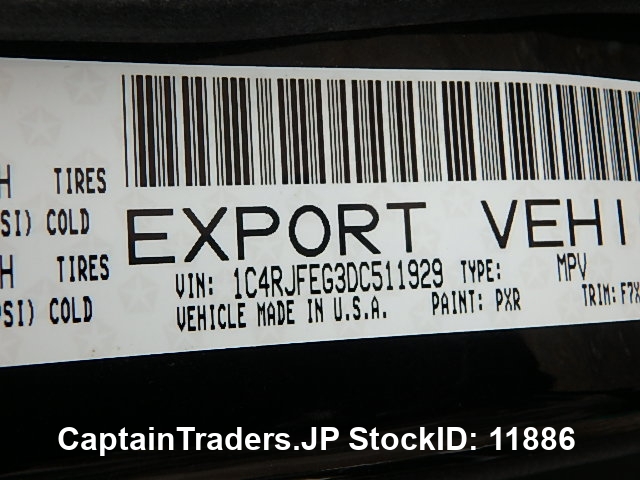 H TIRES
SI) COLD
EXPORT VEHI
H TIRES
PSI) COLD
VIN: 1C4RJFEG3DC511929 TYPE: MPV
VEHICLE MADE IN U.S.A. PAINT: PXR TRIM: F7X
CaptainTraders.JP StockID: 11886